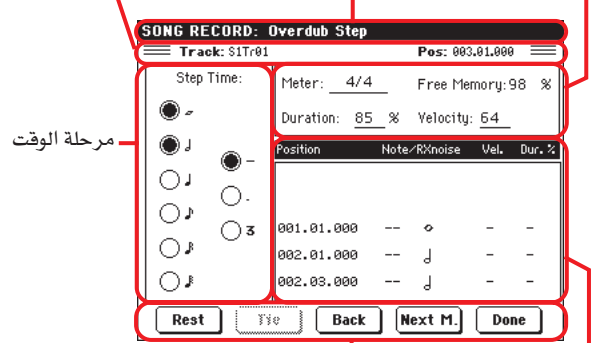 SONG RECORD: Overdub Step
Track: S1Tr01 Pos: 003.01.000
Step Time:
Meter: 4/4 Free Memory: 98 %
Duration: 85 % Velocity: 64
مرحلة الوقت
Position Note/RXnoise Vel. Dur.%
3
001.01.000 -- - -
002.01.000 -- - -
002.03.000 -- - -
Rest Tie Back Next M. Done